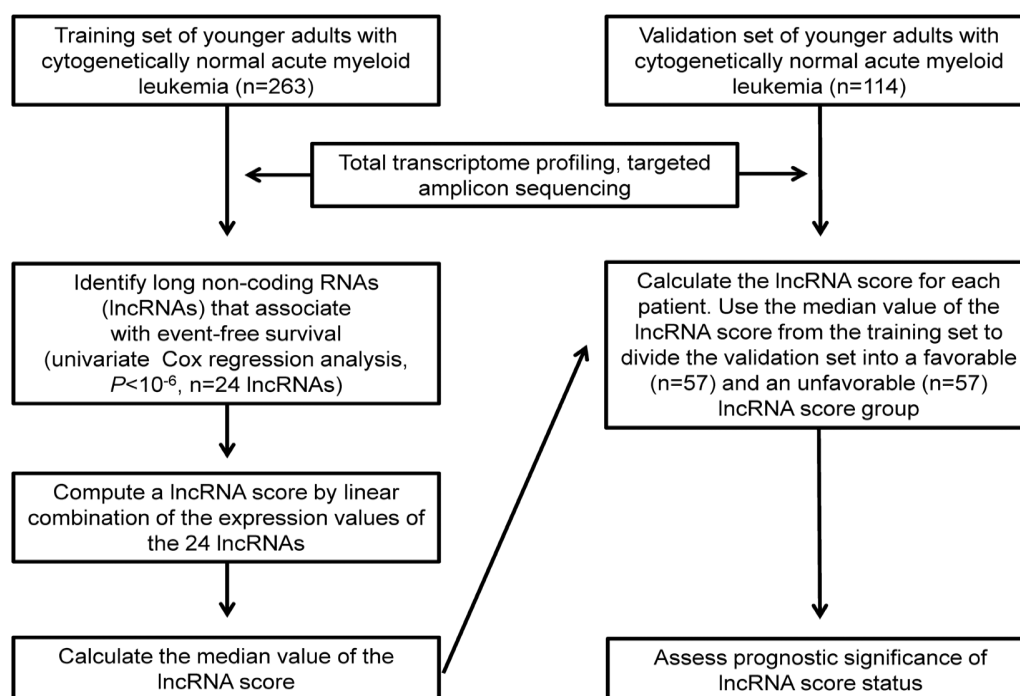 Training set of younger adults with
cytogenetically normal acute myeloid
leukemia (n=263)
Validation set of younger adults with
cytogenetically normal acute myeloid
leukemia (n=114)
Total transcriptome profiling, targeted
amplicon sequencing
Identify long non-coding RNAs
(lncRNAs) that associate
with event-free survival
(univariate Cox regression analysis,
P<10⁻⁶, n=24 lncRNAs)
Calculate the lncRNA score for each
patient. Use the median value of the
lncRNA score from the training set to
divide the validation set into a favorable
(n=57) and an unfavorable (n=57)
lncRNA score group
Compute a lncRNA score by linear
combination of the expression values of
the 24 lncRNAs
Calculate the median value of the
lncRNA score
Assess prognostic significance of
lncRNA score status